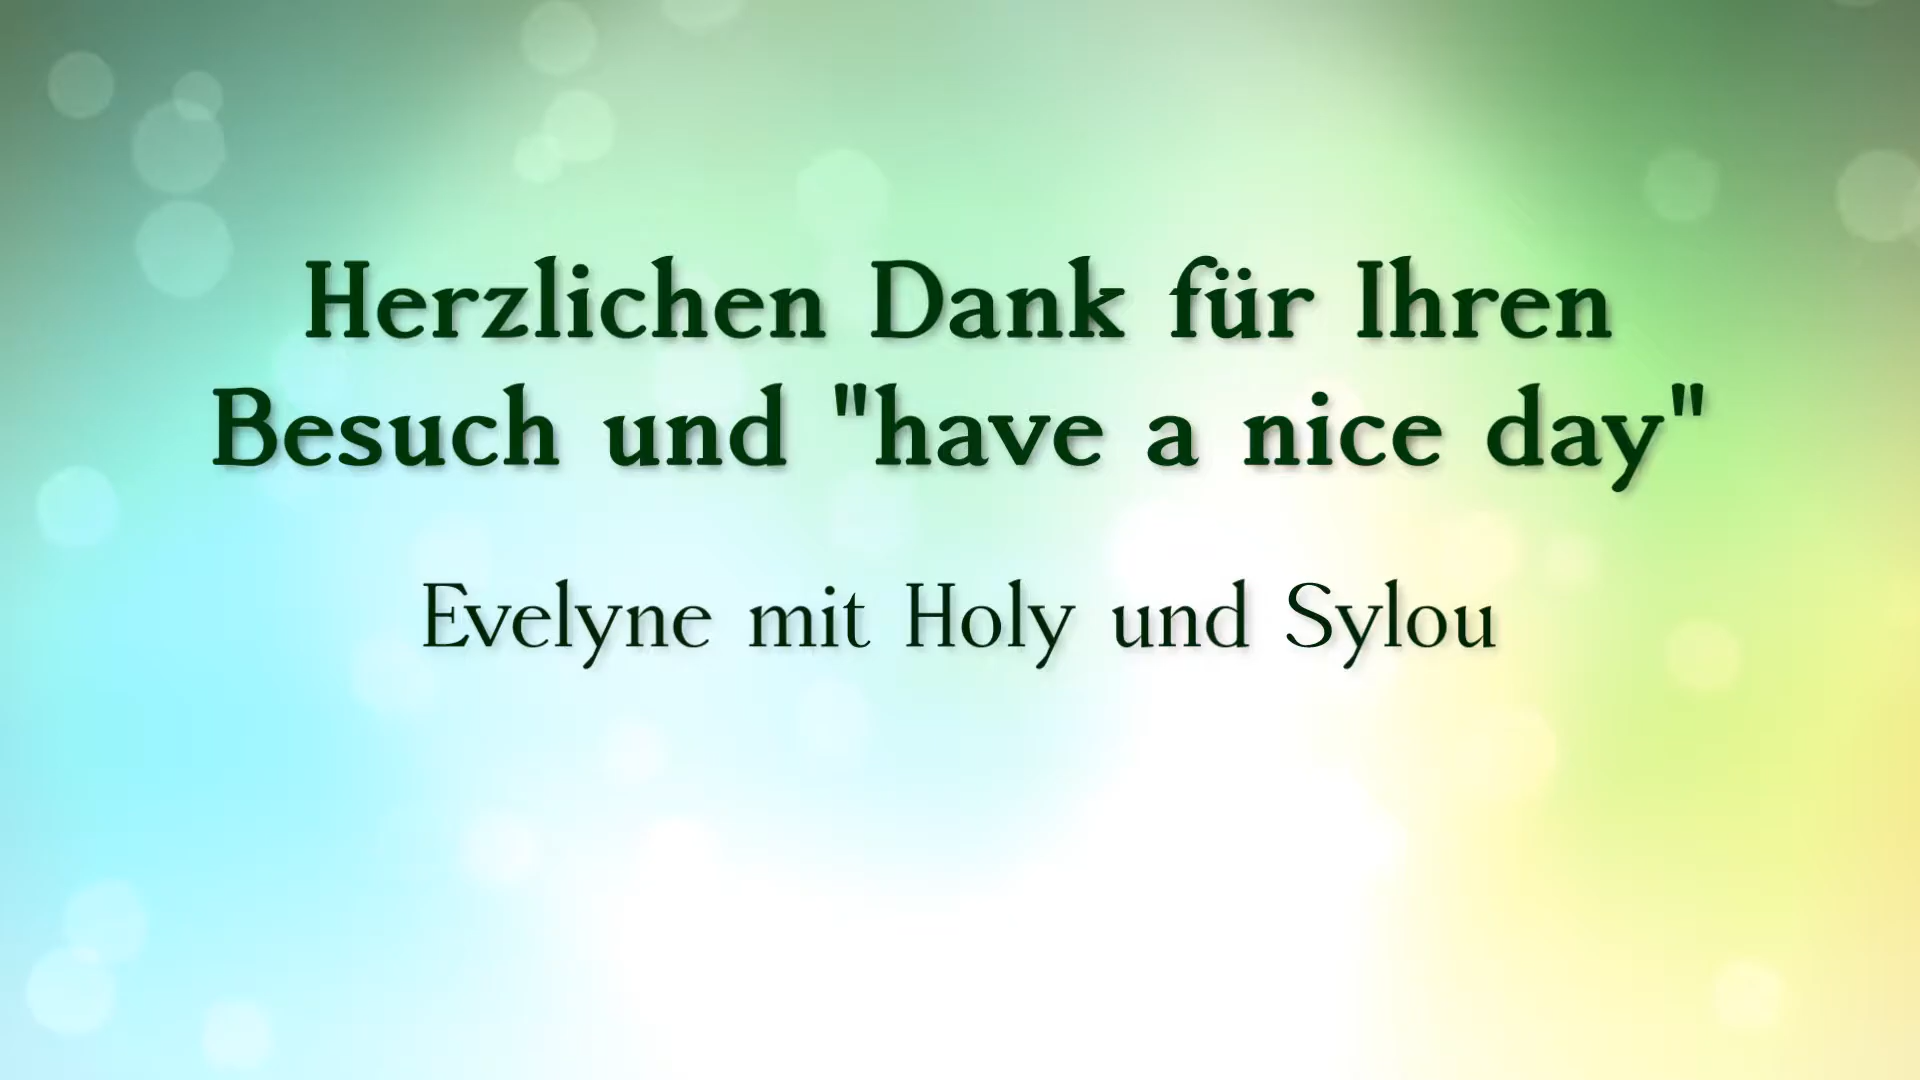 Herzlichen Dank für Ihren
Besuch und "have a nice day"
Evelyne mit Holy und Sylou